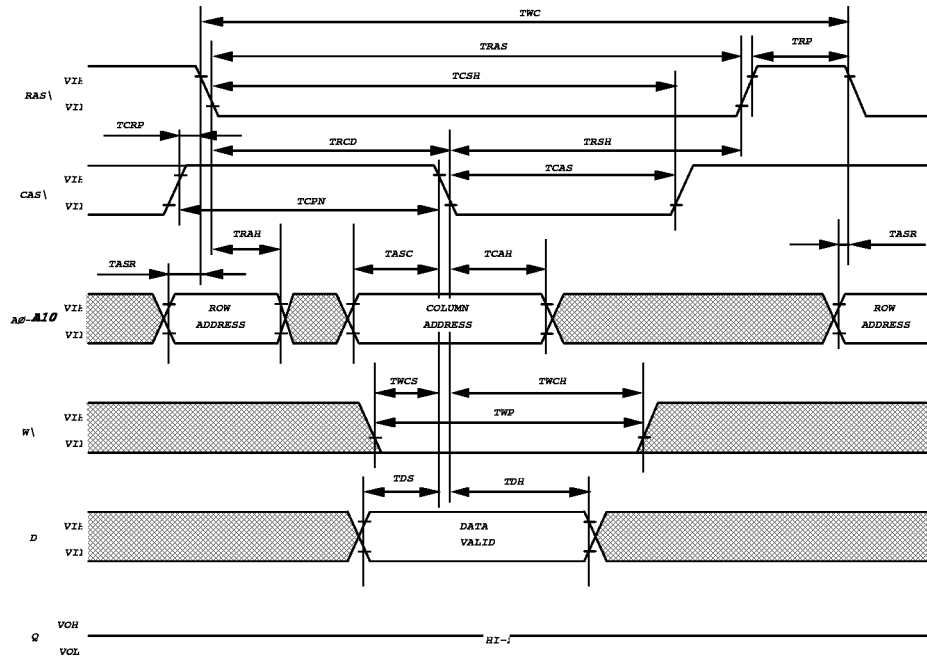 TWC
TRAS
TRP
VIH
TCSH
RAS\
VIL
TCRP
TRCD
TRSH
VIH
TCAS
CAS\
VIL
TCPN
TRAH
TASR
TASC
TCAH
TASR
VIH
ROW
COLUMN
ROW
AØ-A10
ADDRESS
ADDRESS
ADDRESS
VIL
TWCS
TWCH
VIH
TWP
W\
VIL
TDS
TDH
VIH
DATA
D
VALID
VIL
VOH
Q
HI-
VOL